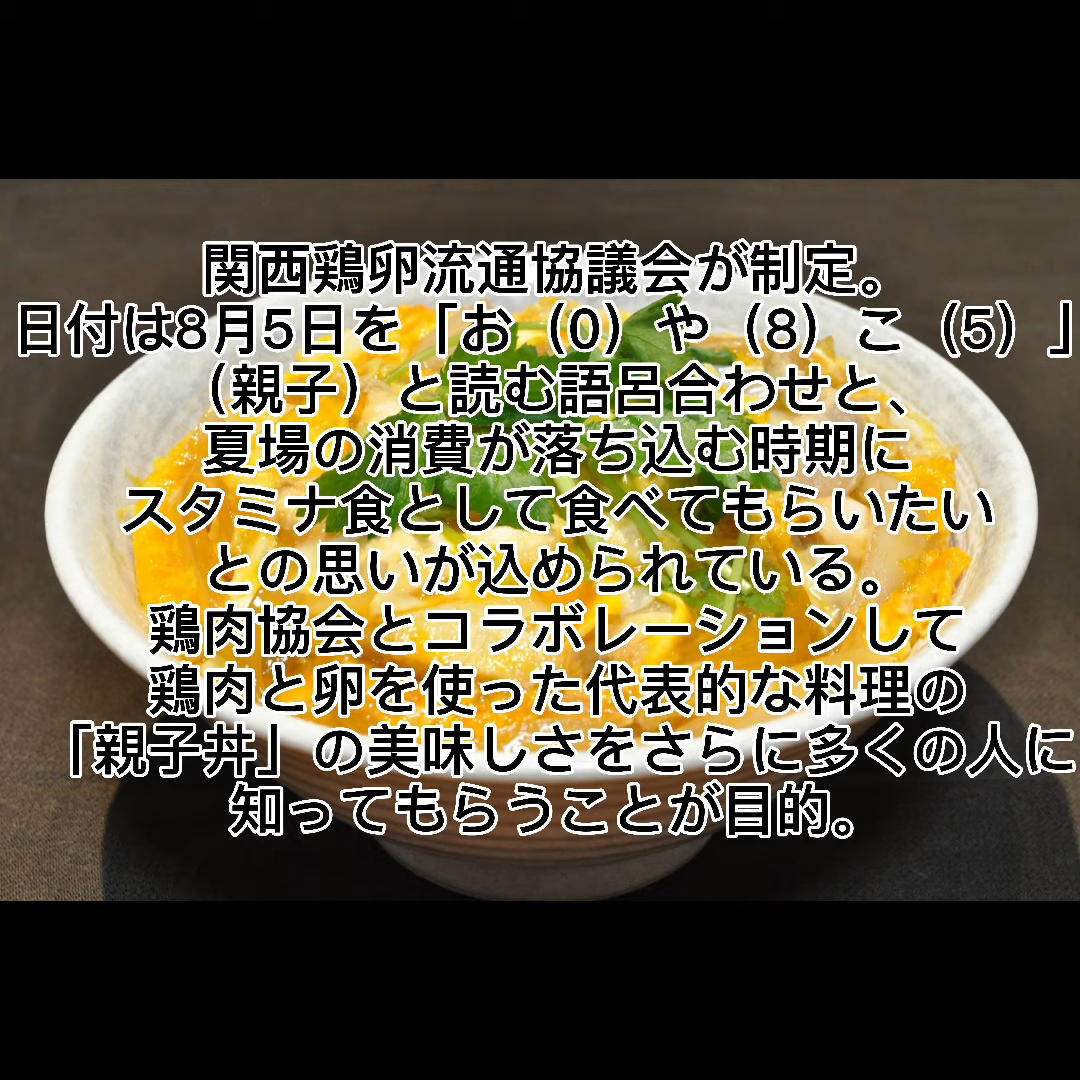 関西鶏卵流通協議会が制定。
日付は8月5日を「お（0）や（8）こ（5）」
（親子）と読む語呂合わせと、
夏場の消費が落ち込む時期に
スタミナ食として食べてもらいたい
との思いが込められている。
鶏肉協会とコラボレーションして
鶏肉と卵を使った代表的な料理の
「親子丼」の美味しさをさらに多くの人に
知ってもらうことが目的。